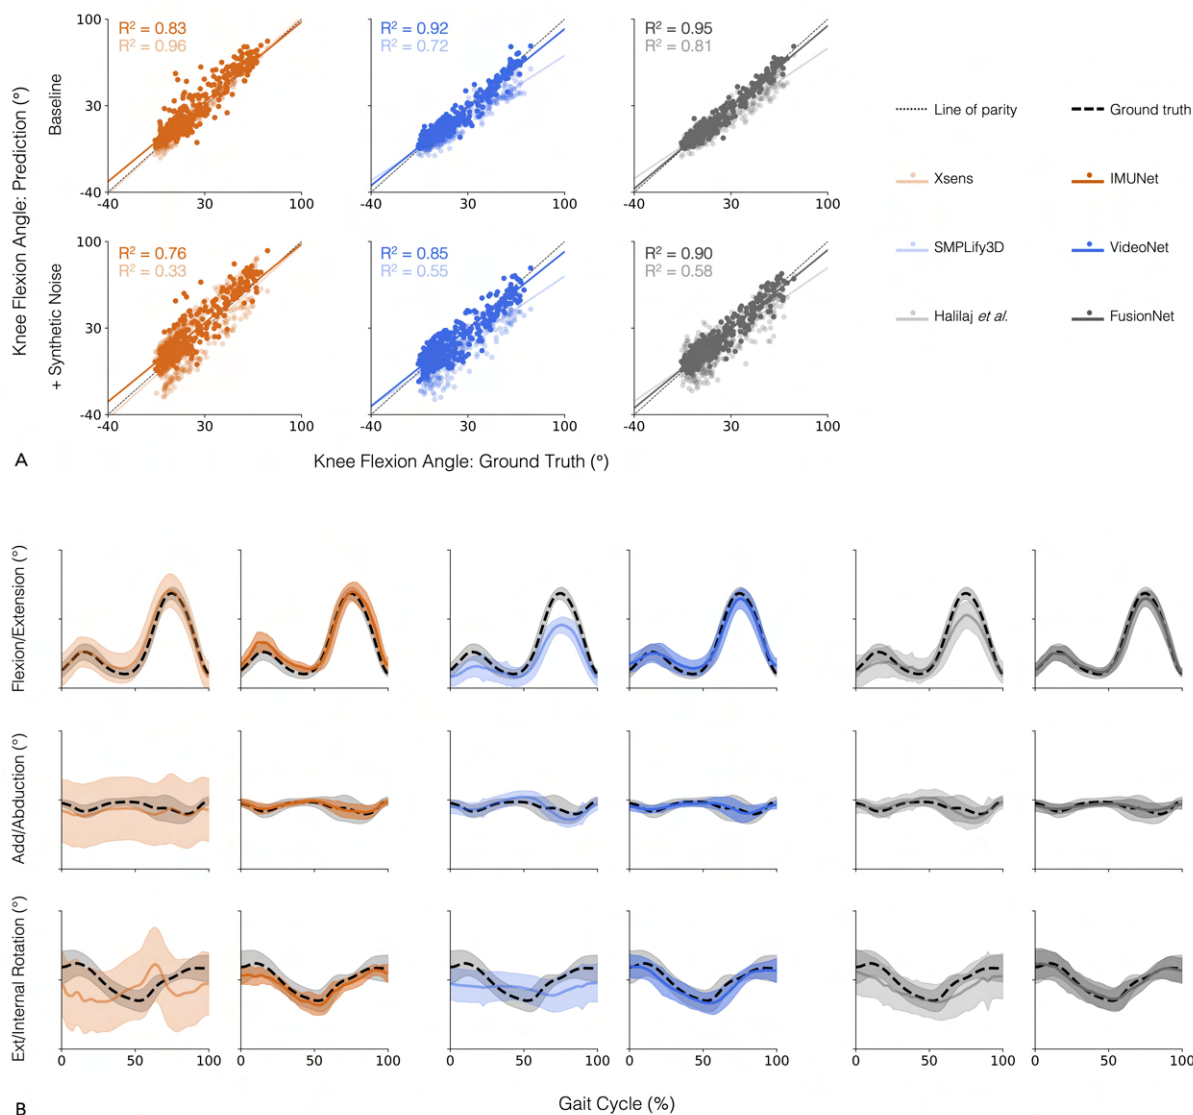 Knee Flexion Angle: Prediction (°)
Baseline
100
30
-40
R² = 0.83
R² = 0.96
R² = 0.92
R² = 0.72
R² = 0.95
R² = 0.81
-40
30
100
-40
30
100
-40
30
100
Line of parity
Ground truth
Xsens
IMUNet
SMPLify3D
VideoNet
Halilaj et al.
FusionNet
+ Synthetic Noise
100
30
-40
R² = 0.76
R² = 0.33
R² = 0.85
R² = 0.55
R² = 0.90
R² = 0.58
-40
30
100
-40
30
100
-40
30
100
A
Knee Flexion Angle: Ground Truth (°)
Flexion/Extension (°)
Add/Abduction (°)
Ext/Internal Rotation (°)
0
50
100
0
50
100
0
50
100
0
50
100
0
50
100
0
50
100
Gait Cycle (%)
B